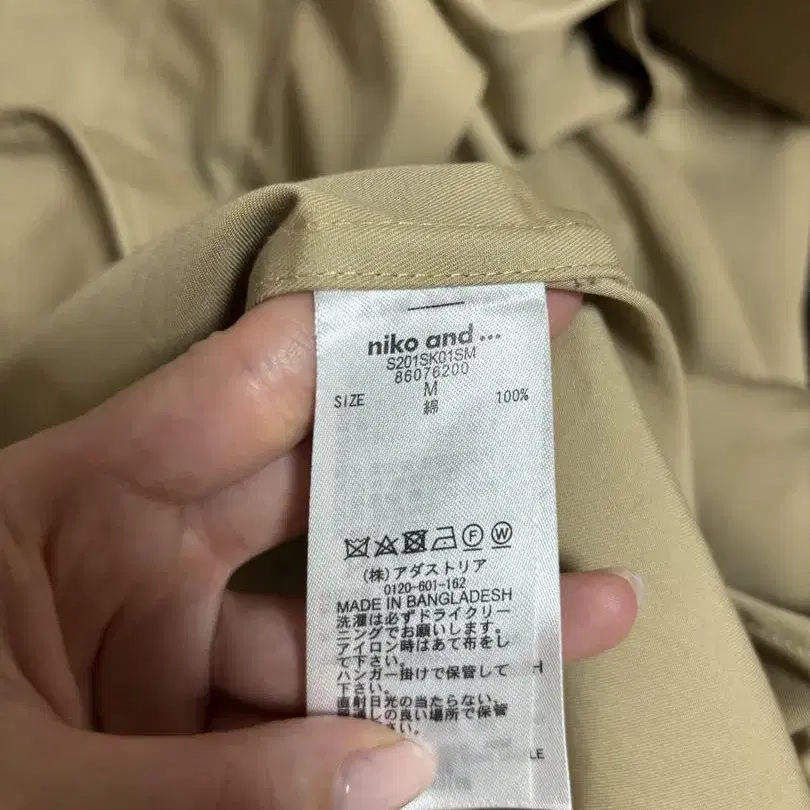 niko and ...
S201SK01SM
86076200
SIZE M
綿 100%
F W
(株)アダストリア
0120-601-162
MADE IN BANGLADESH
洗濯は必ずドライクリー
ニングでお願いします。
アイロン時はあて布をし
て下さい。
ハンガー掛けで保管して
下さい。
直射日光の当たらない。
通しの良い場所で保管
さい。
H
LE